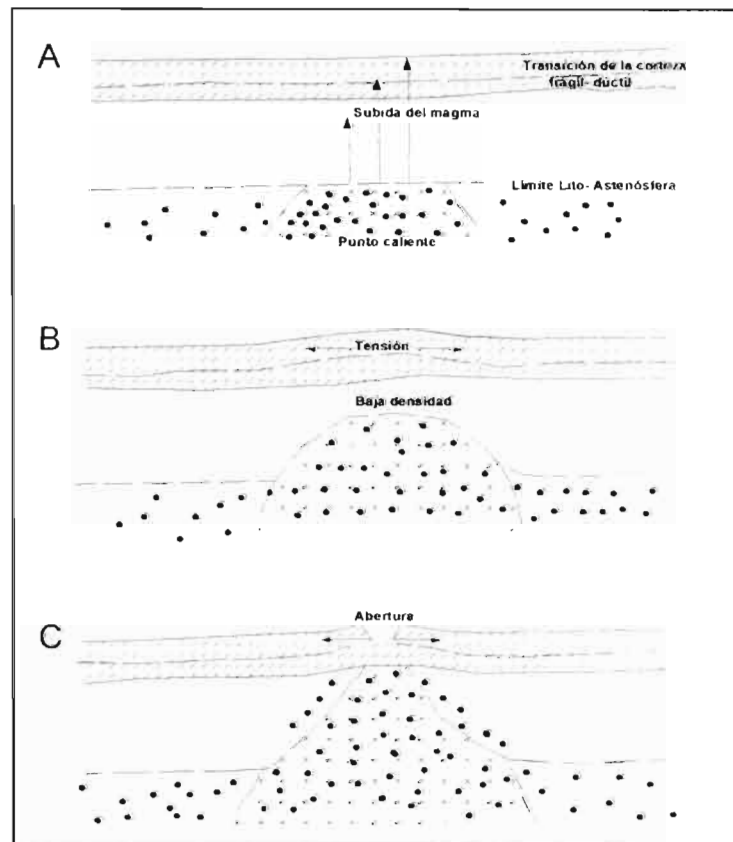 A
Transición de la corteza
frágil- dúctil
Subida del magma
Límite Lito- Astenósfera
Punto caliente
B
Tensión
Baja densidad
C
Abertura